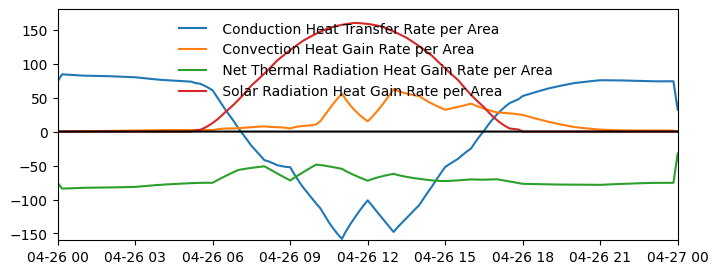 Conduction Heat Transfer Rate per Area
Convection Heat Gain Rate per Area
Net Thermal Radiation Heat Gain Rate per Area
Solar Radiation Heat Gain Rate per Area
150
100
50
0
−50
−100
−150
04-26 00 04-26 03 04-26 06 04-26 09 04-26 12 04-26 15 04-26 18 04-26 21 04-27 00